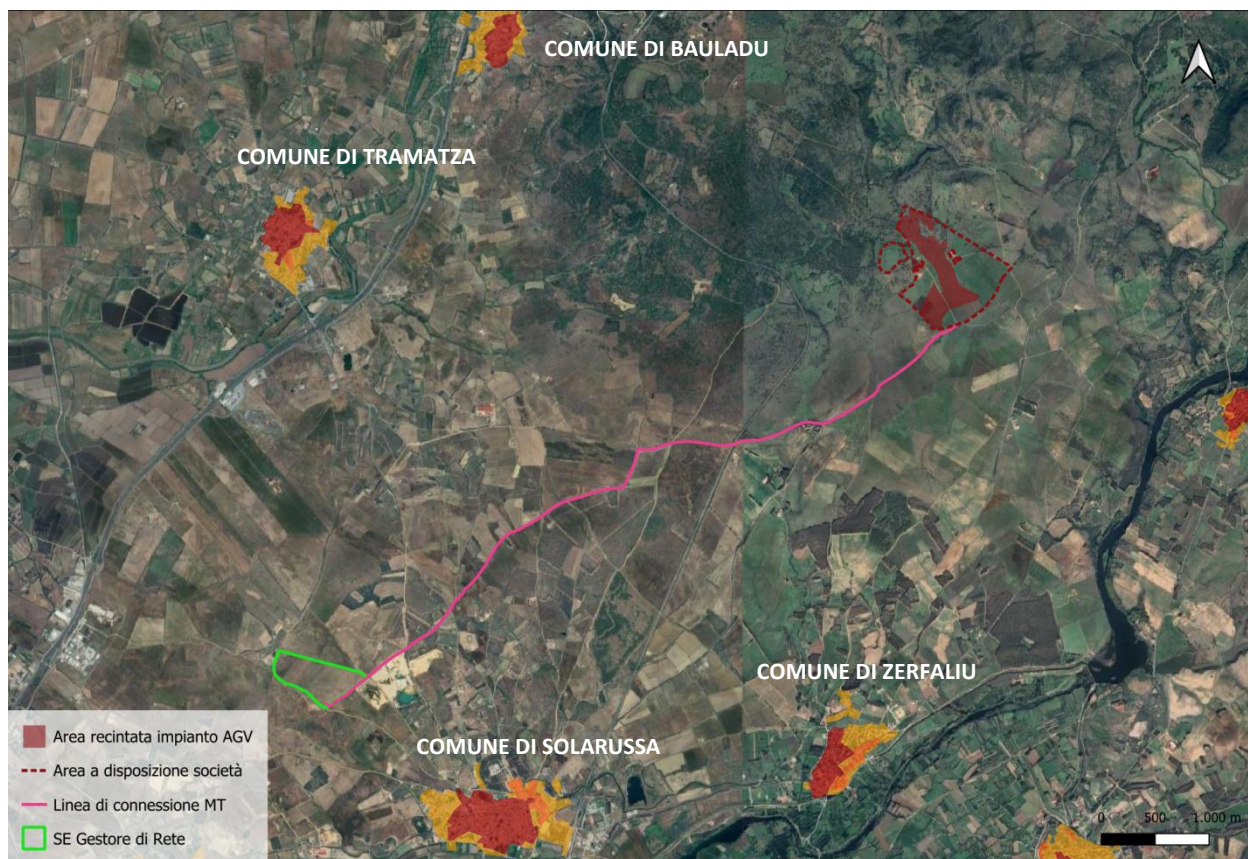 COMUNE DI BAULADU
COMUNE DI TRAMATZA
COMUNE DI ZERFALIU
COMUNE DI SOLARUSSA
Area recintata impianto AGV
Area a disposizione società
Linea di connessione MT
SE Gestore di Rete
0 500 1.000 m